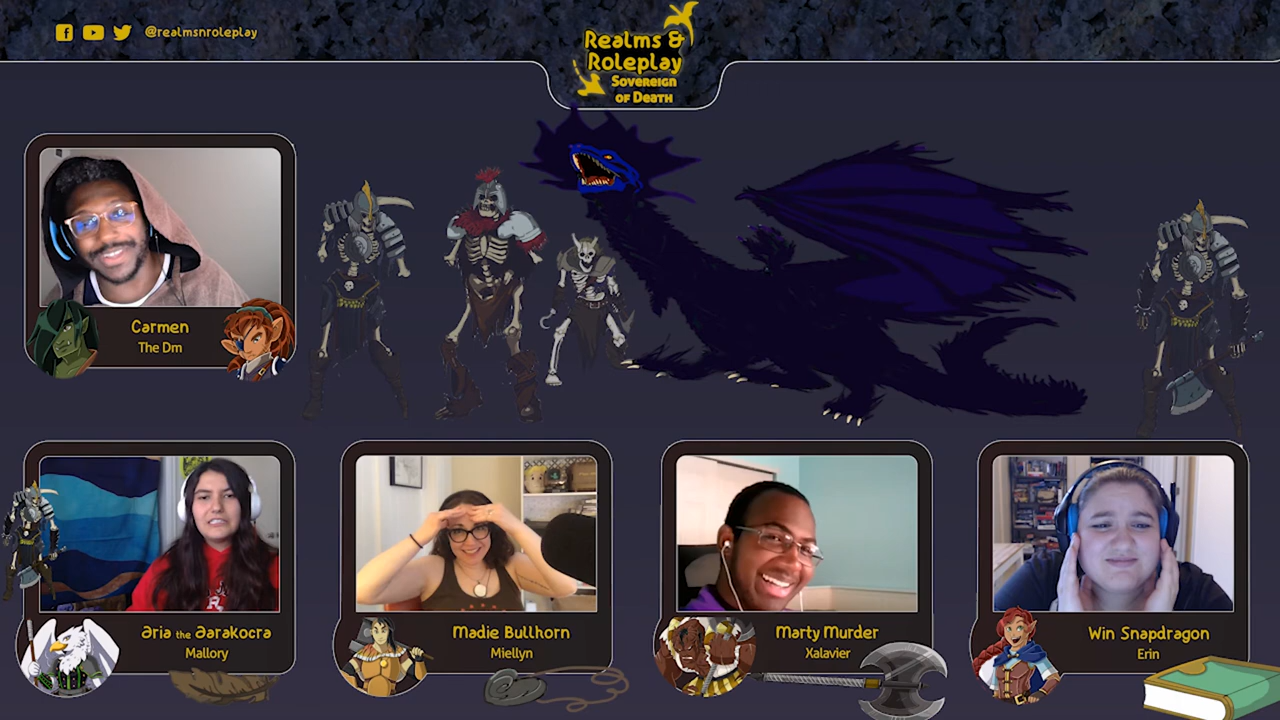 @realmsnroleplay
Realms &
Roleplay
Sovereign
of Death
Carmen
The Dm
Aria the Aarakocra
Mallory
Madie Bullhorn
Miellyn
Marty Murder
Xalavier
Win Snapdragon
Erin